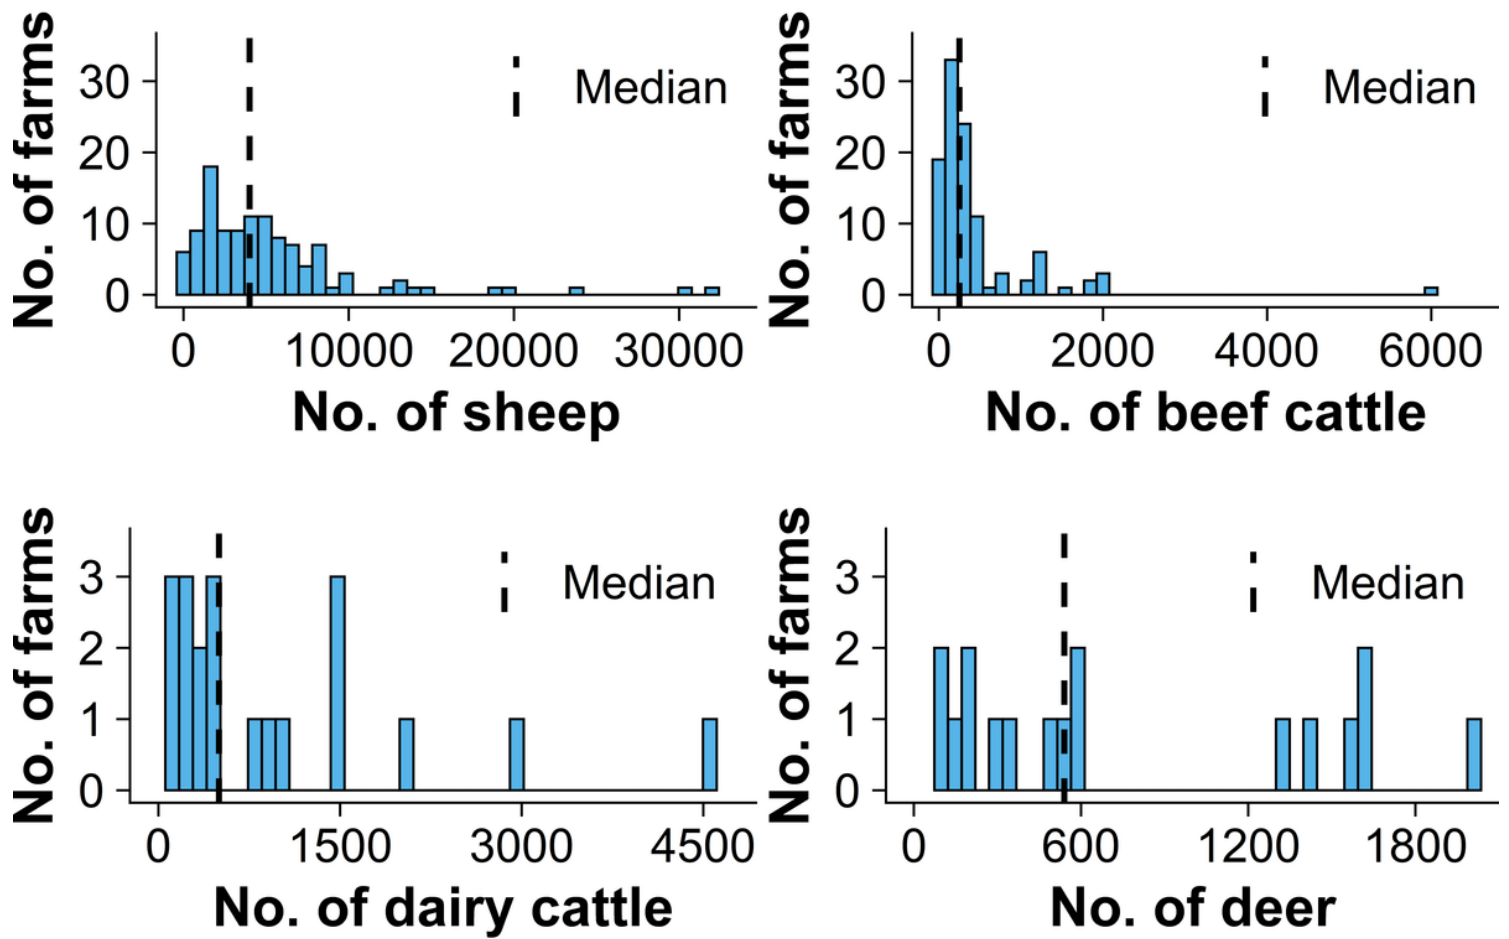 No. of farms
30
20
10
0
Median
0 10000 20000 30000
No. of sheep
No. of farms
30
20
10
0
Median
0 2000 4000 6000
No. of beef cattle
No. of farms
3
2
1
0
Median
0 1500 3000 4500
No. of dairy cattle
No. of farms
3
2
1
0
Median
0 600 1200 1800
No. of deer